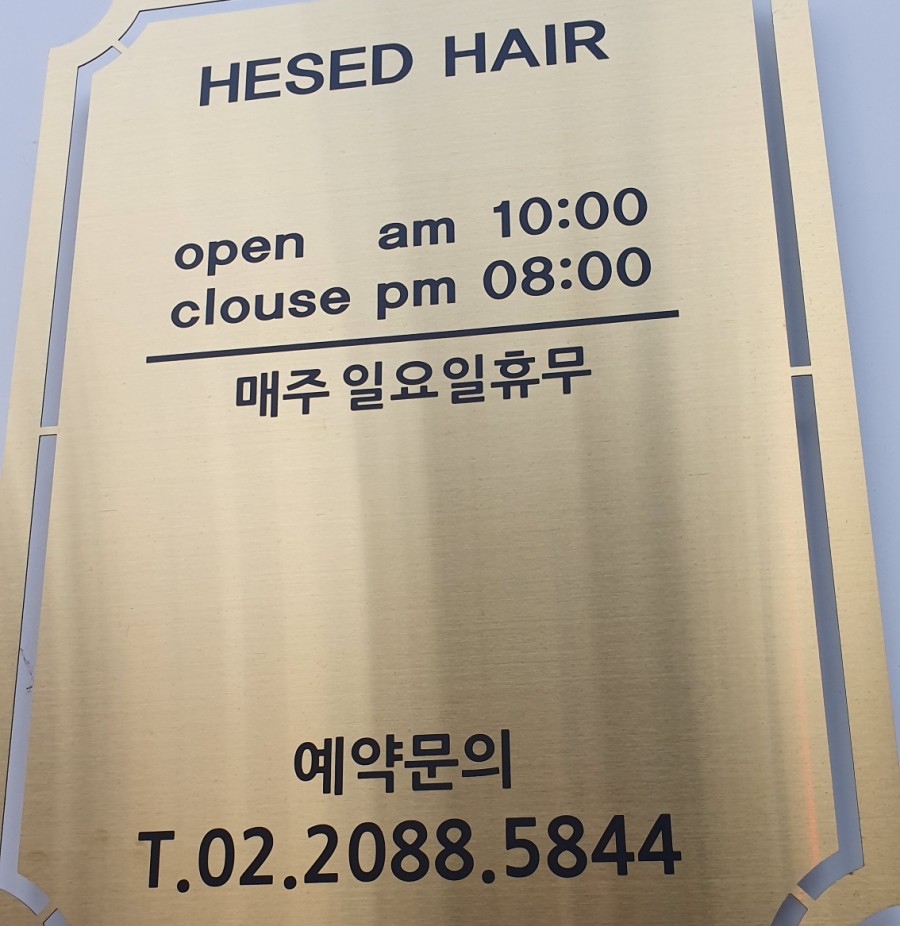 HESED HAIR
open am 10:00
clouse pm 08:00
매주 일요일휴무
예약문의
T.02.2088.5844